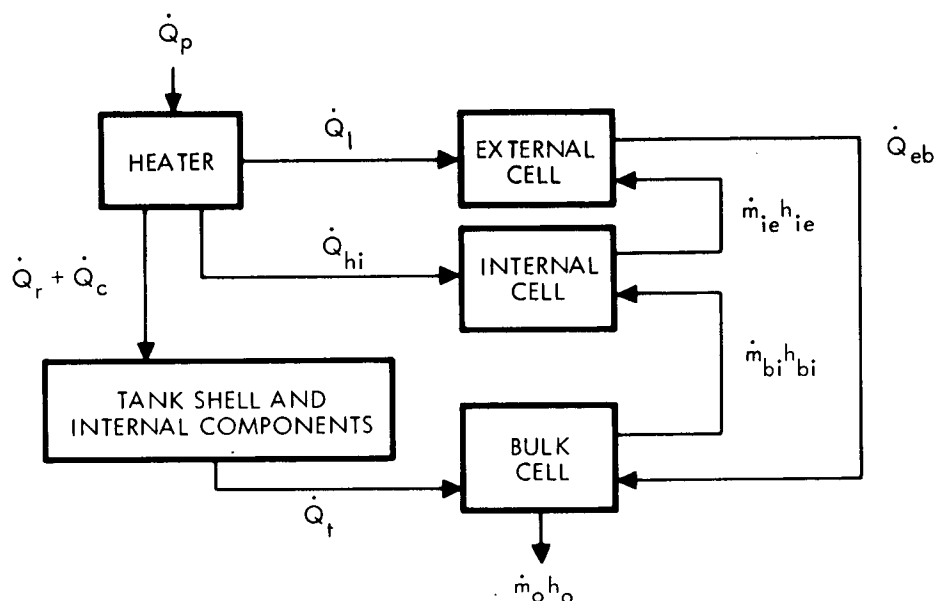 Q̇p
HEATER
Q̇l
EXTERNAL
CELL
Q̇eb
ṁie hie
Q̇hi
INTERNAL
CELL
Q̇r + Q̇c
ṁbi hbi
TANK SHELL AND
INTERNAL COMPONENTS
BULK
CELL
Q̇t
ṁo ho